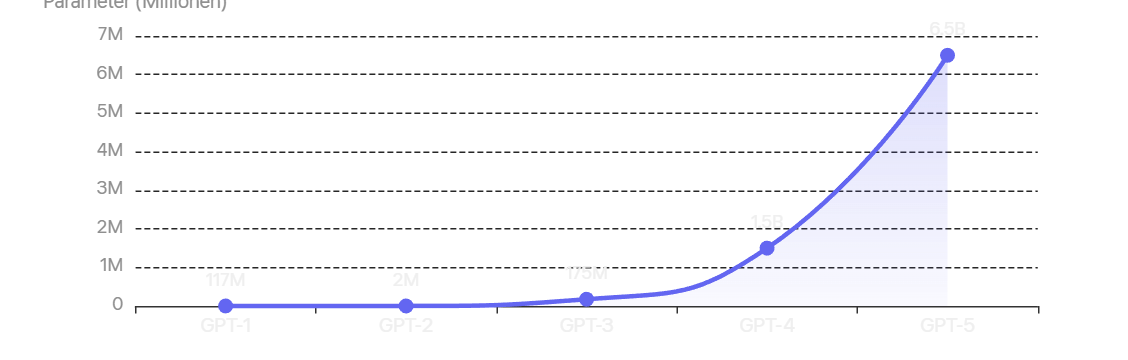 Parameter (Millionen)
7M
6.5B
6M
5M
4M
3M
2M
1.5B
1M
117M
2M
175M
0
GPT-1
GPT-2
GPT-3
GPT-4
GPT-5